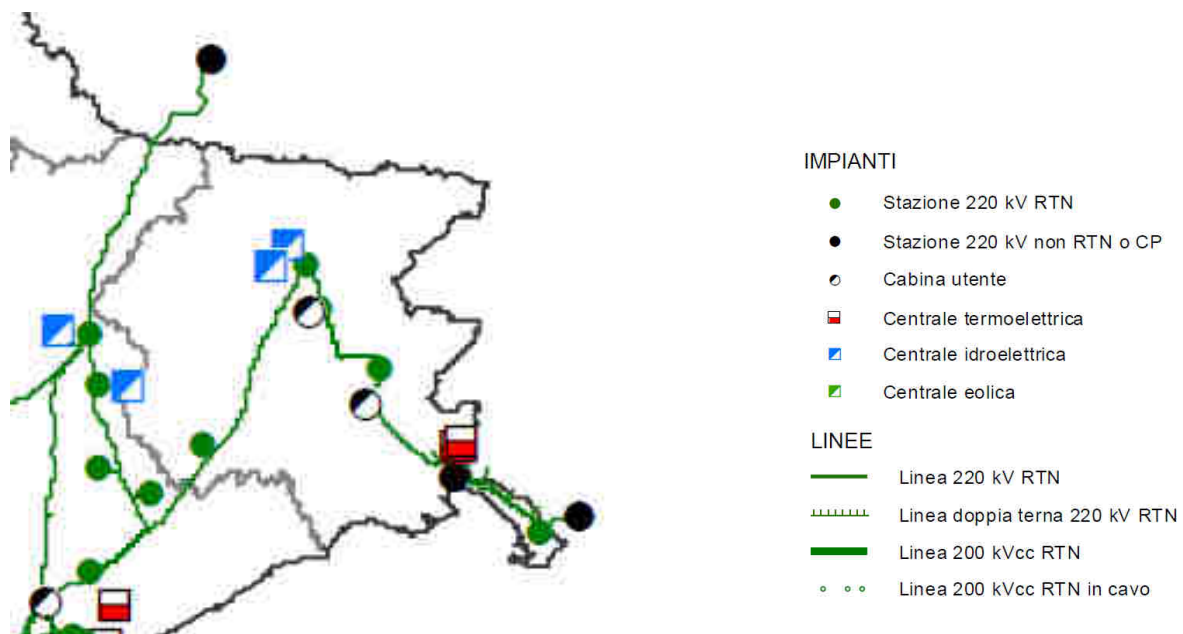 IMPIANTI
Stazione 220 kV RTN
Stazione 220 kV non RTN o CP
Cabina utente
Centrale termoelettrica
Centrale idroelettrica
Centrale eolica
LINEE
Linea 220 kV RTN
Linea doppia terna 220 kV RTN
Linea 200 kVcc RTN
Linea 200 kVcc RTN in cavo